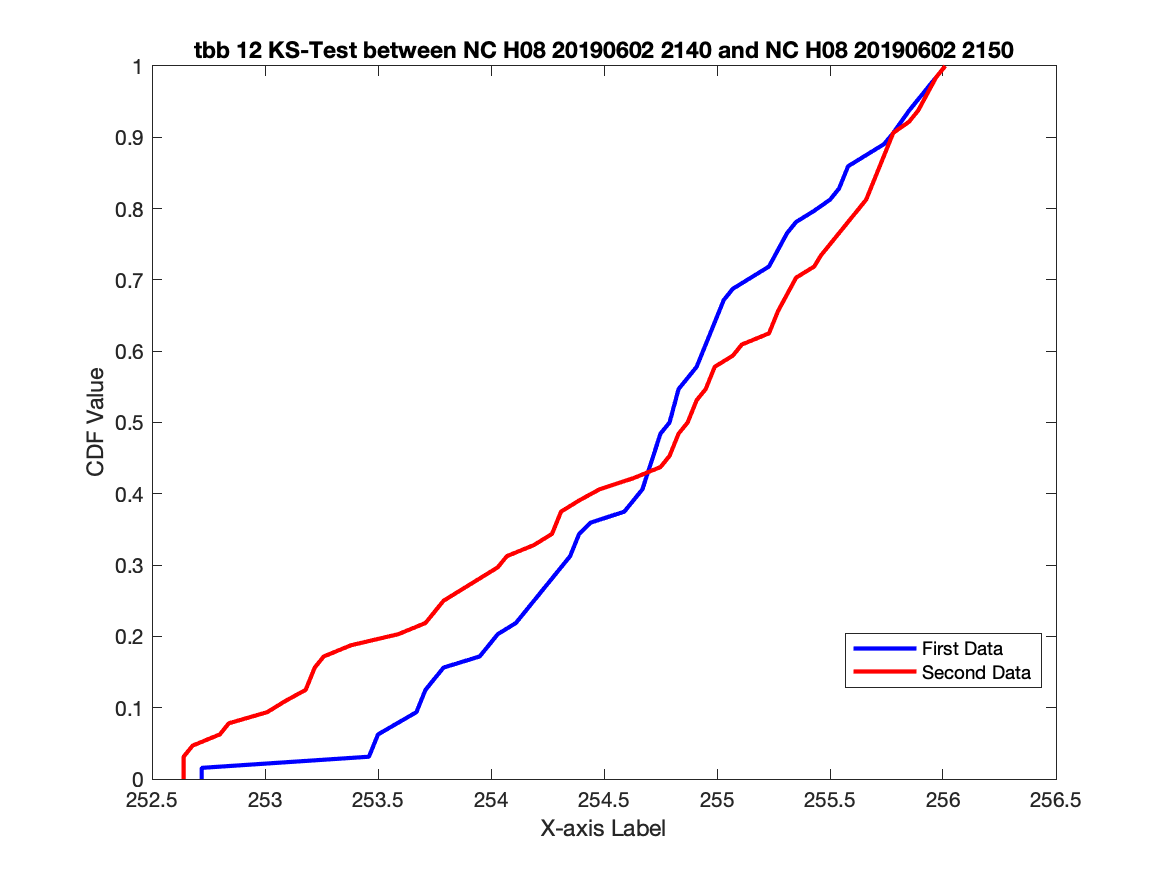 tbb 12 KS-Test between NC H08 20190602 2140 and NC H08 20190602 2150
1
0.9
0.8
0.7
0.6
0.5
0.4
0.3
0.2
0.1
0
CDF Value
First Data
Second Data
252.5 253 253.5 254 254.5 255 255.5 256 256.5
X-axis Label